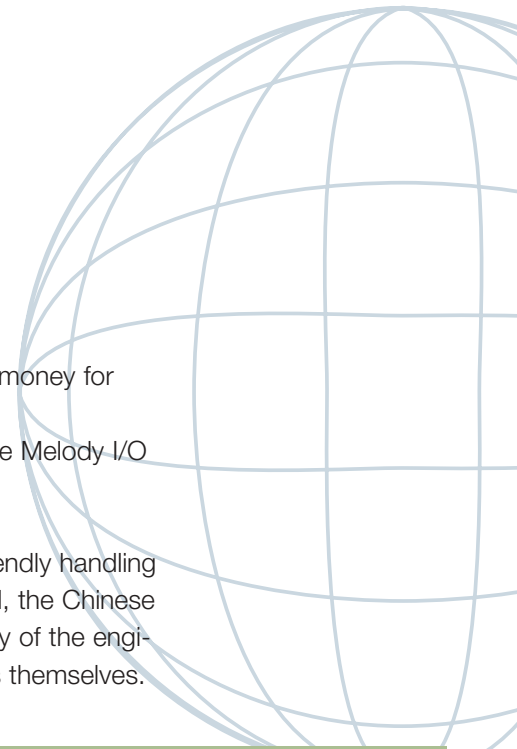 money for
e Melody I/O
endly handling
, the Chinese
y of the engi-
themselves.